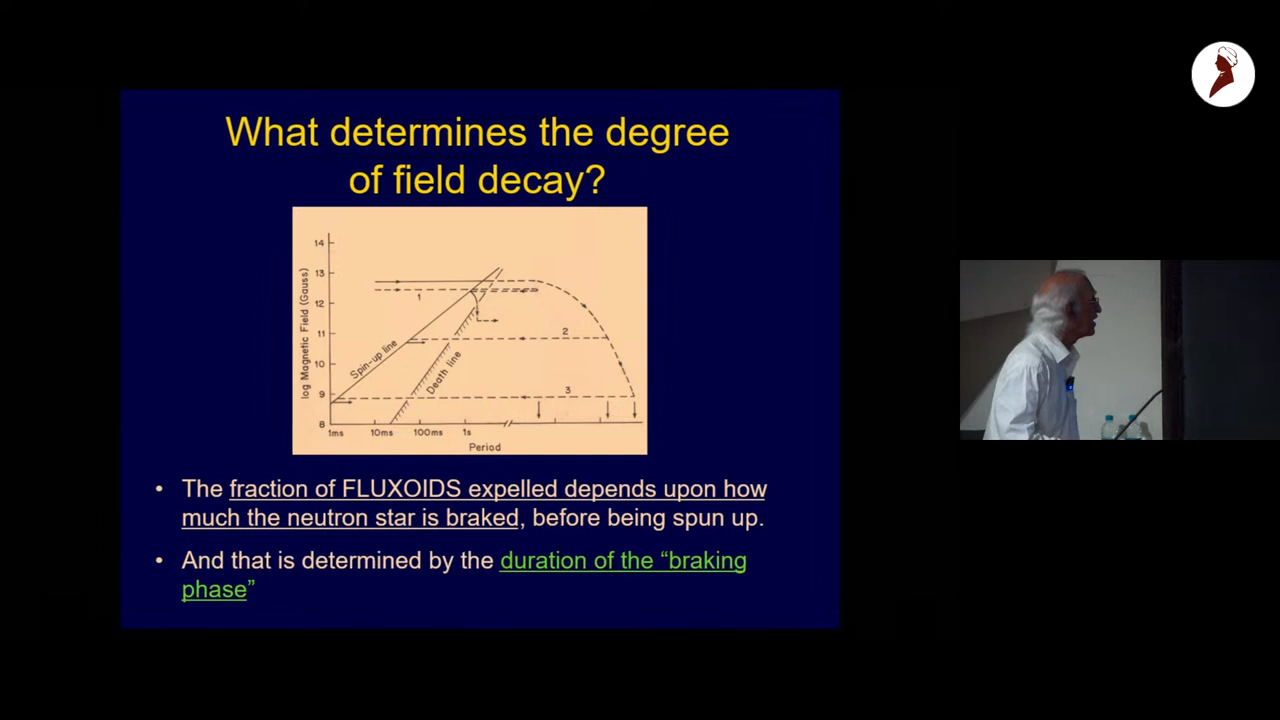 What determines the degree
of field decay?
14
13
12
11
10
9
8
log Magnetic Field (Gauss)
1
2
3
Spin-up line
Death line
1ms
10ms
100ms
1s
Period
• The fraction of FLUXOIDS expelled depends upon how
much the neutron star is braked, before being spun up.
• And that is determined by the duration of the “braking
phase”